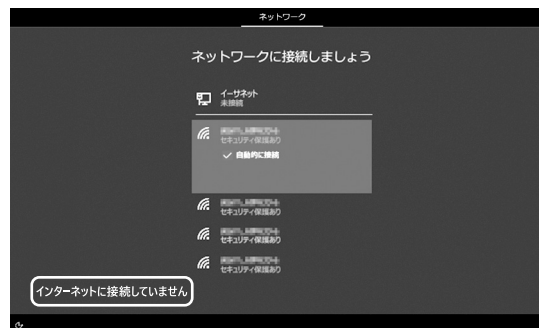 ネットワーク
ネットワークに接続しましょう
イーサネット
未接続
セキュリティ保護あり
自動的に接続
セキュリティ保護あり
セキュリティ保護あり
セキュリティ保護あり
インターネットに接続していません